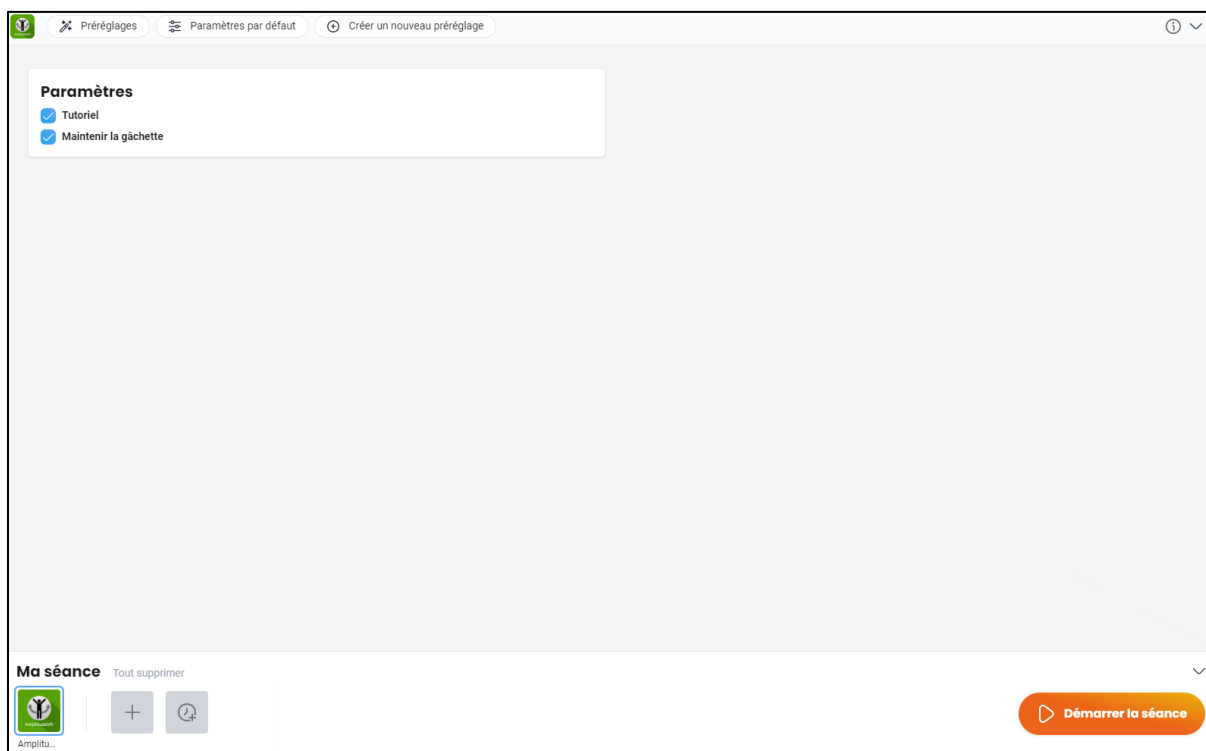 Préréglages
Paramètres par défaut
Créer un nouveau préréglage
Paramètres
Tutoriel
Maintenir la gâchette
Ma séance
Tout supprimer
AmplitudeVR
Démarrer la séance
Amplitu...